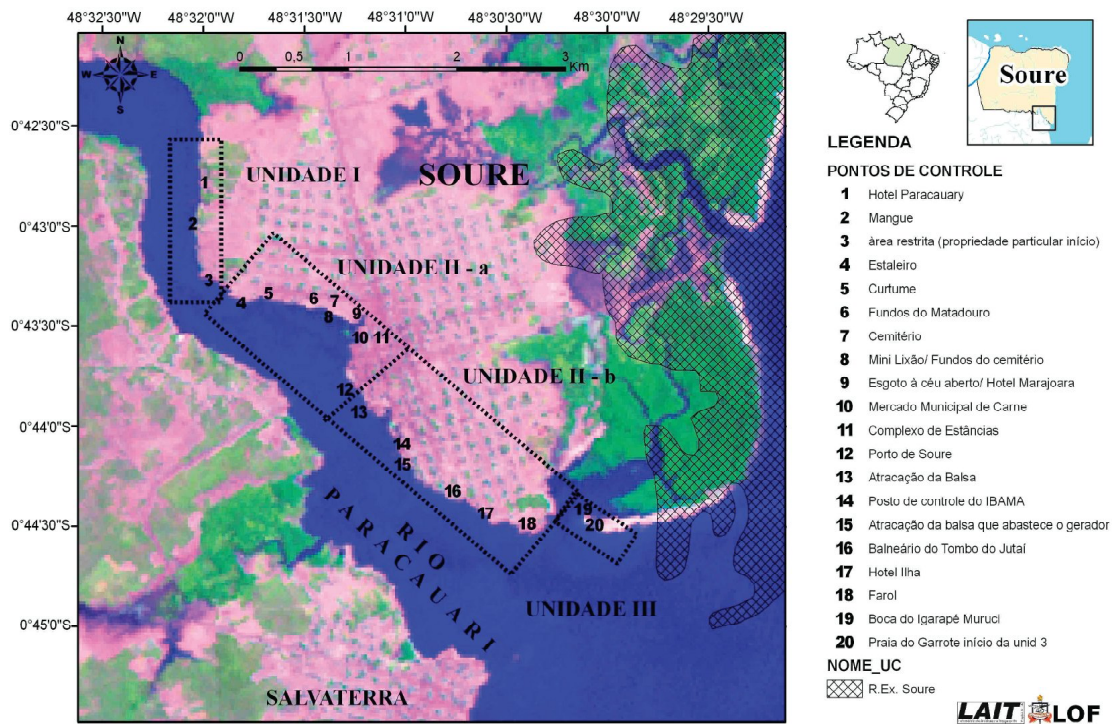 48°32'30"W 48°32'0"W 48°31'30"W 48°31'0"W 48°30'30"W 48°30'0"W 48°29'30"W
N
W E
S
0 0,5 1 2 3
Km
0°42'30"S
0°43'0"S
0°43'30"S
0°44'0"S
0°44'30"S
0°45'0"S
UNIDADE I
SOURE
UNIDADE II - a
UNIDADE II - b
UNIDADE III
RIO
PARACAUARI
SALVATERRA
1
2
3
4
5
6
7
8
9
10
11
12
13
14
15
16
17
18
19
20
Soure
LEGENDA
PONTOS DE CONTROLE
1 Hotel Paracauary
2 Mangue
3 àrea restrita (propriedade particular início)
4 Estaleiro
5 Curtume
6 Fundos do Matadouro
7 Cemitério
8 Mini Lixão/ Fundos do cemitério
9 Esgoto à céu aberto/ Hotel Marajoara
10 Mercado Municipal de Carne
11 Complexo de Estâncias
12 Porto de Soure
13 Atracação da Balsa
14 Posto de controle do IBAMA
15 Atracação da balsa que abastece o gerador
16 Balneário do Tombo do Jutaí
17 Hotel Ilha
18 Farol
19 Boca do Igarapé Muruci
20 Praia do Garrote início da unid 3
NOME_UC
R.Ex. Soure
LAIT LOF